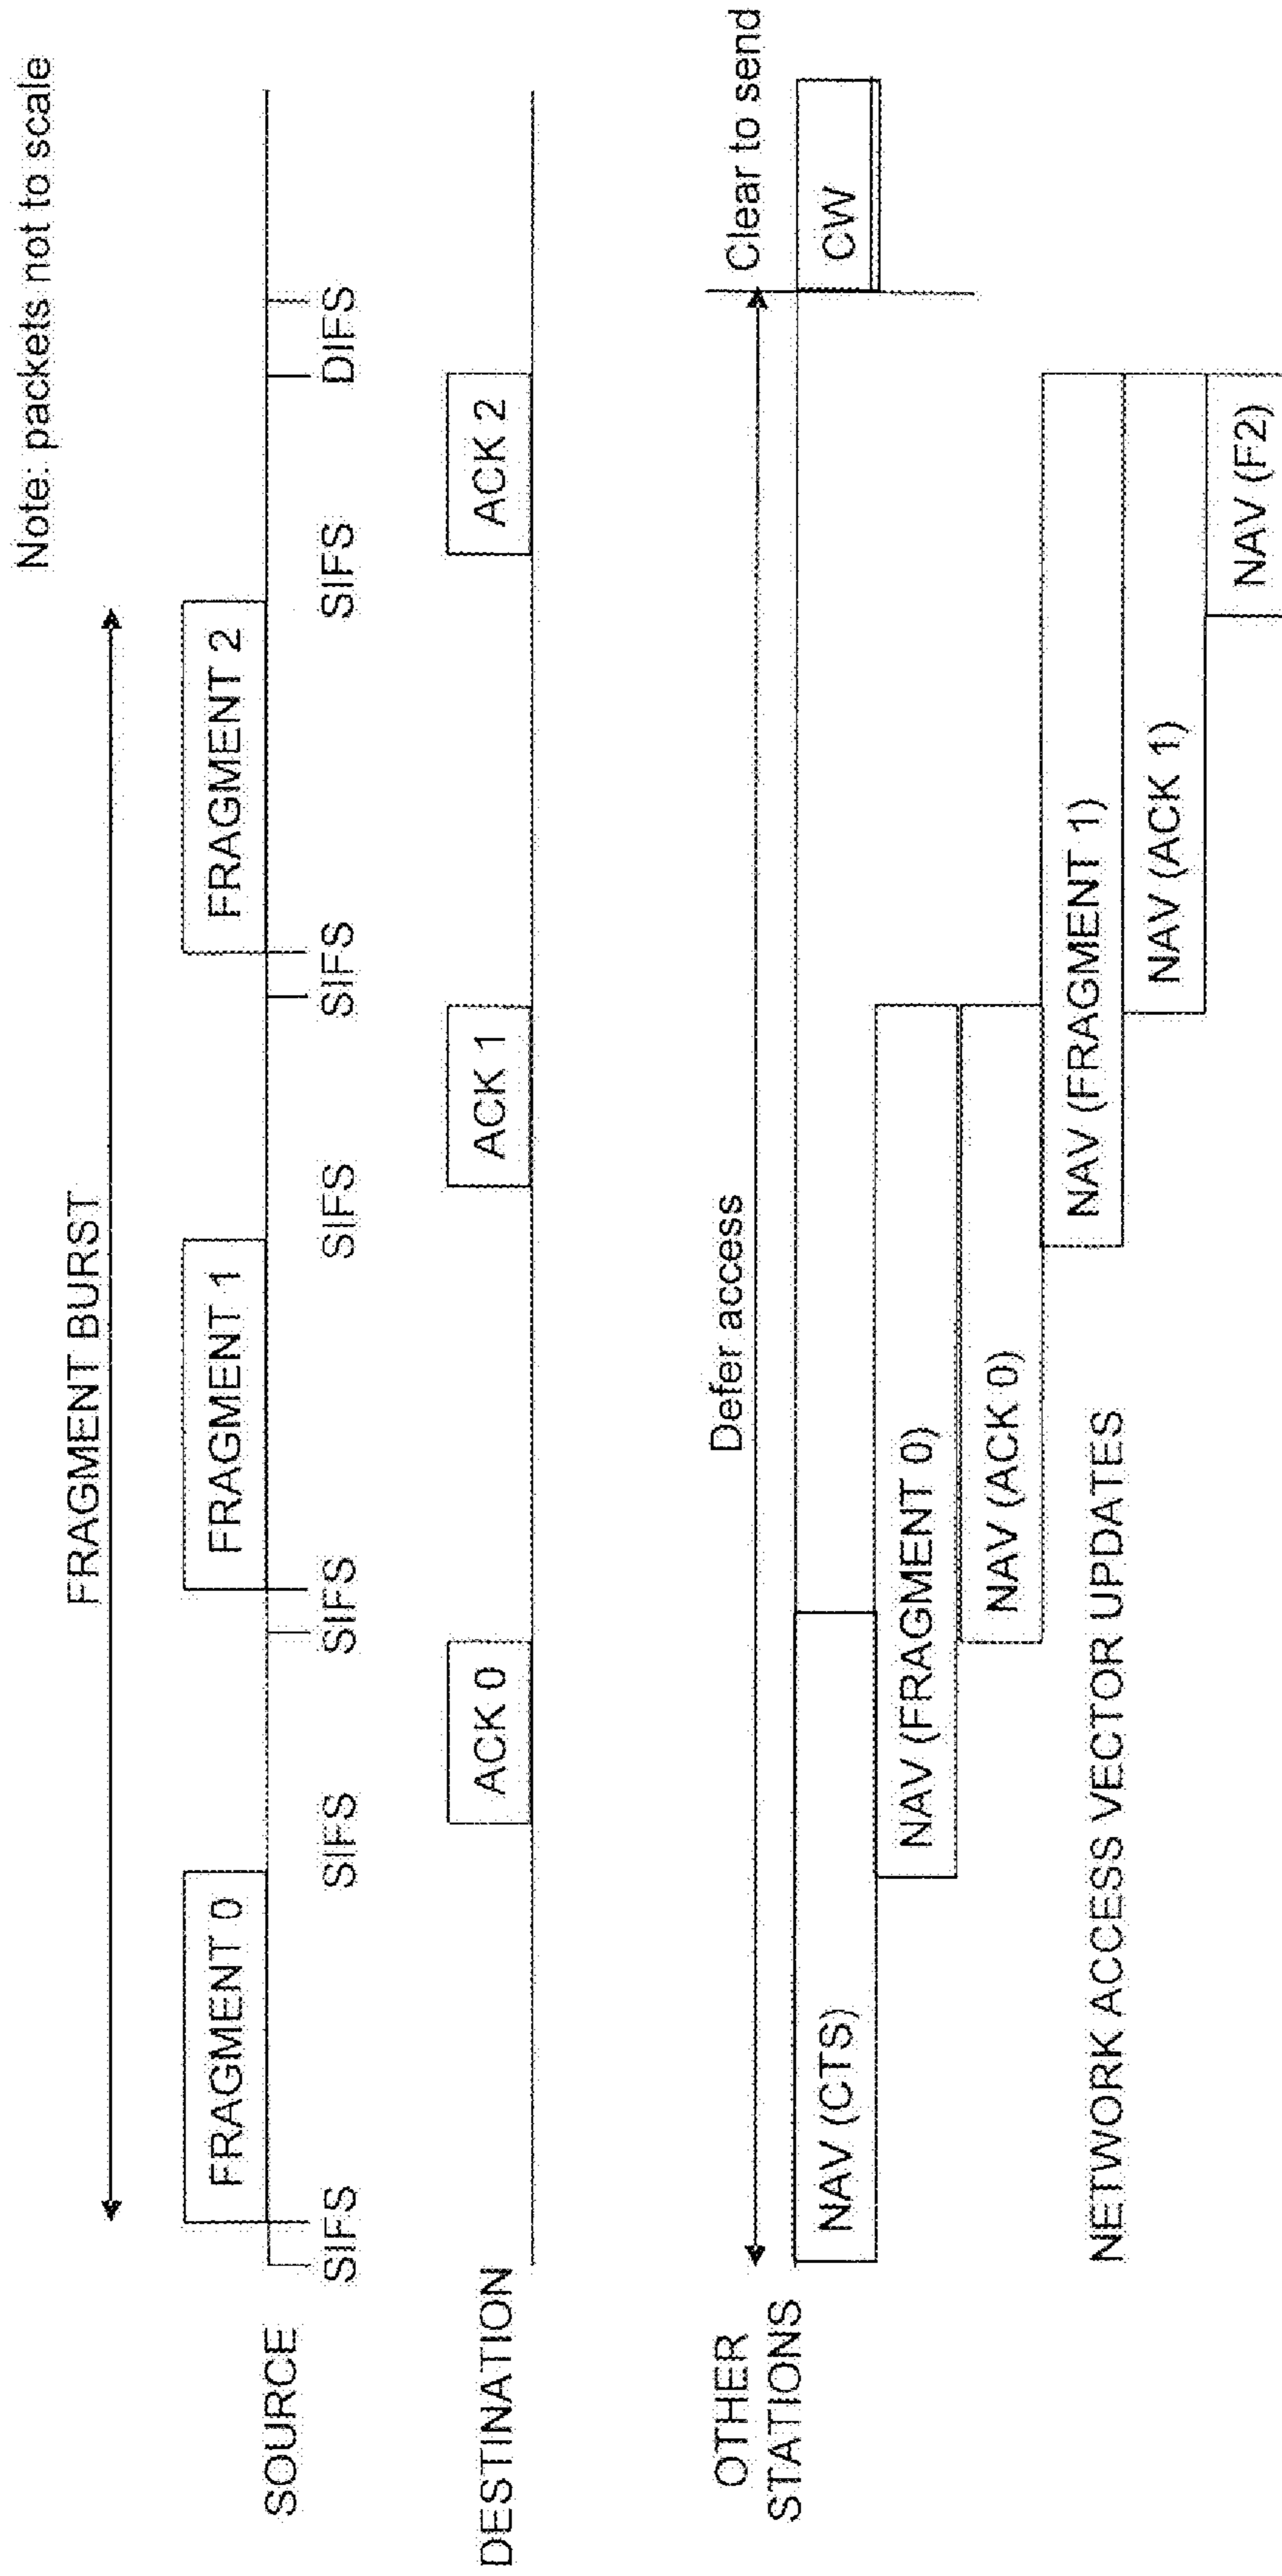 Note: packets not to scale
FRAGMENT BURST
SOURCE
FRAGMENT 0
FRAGMENT 1
FRAGMENT 2
SIFS
SIFS
SIFS
SIFS
SIFS
SIFS
DIFS
DESTINATION
ACK 0
ACK 1
ACK 2
OTHER
STATIONS
Defer access
Clear to send
NAV (CTS)
CW
NAV (FRAGMENT 0)
NAV (ACK 0)
NAV (FRAGMENT 1)
NAV (ACK 1)
NAV (F2)
NETWORK ACCESS VECTOR UPDATES